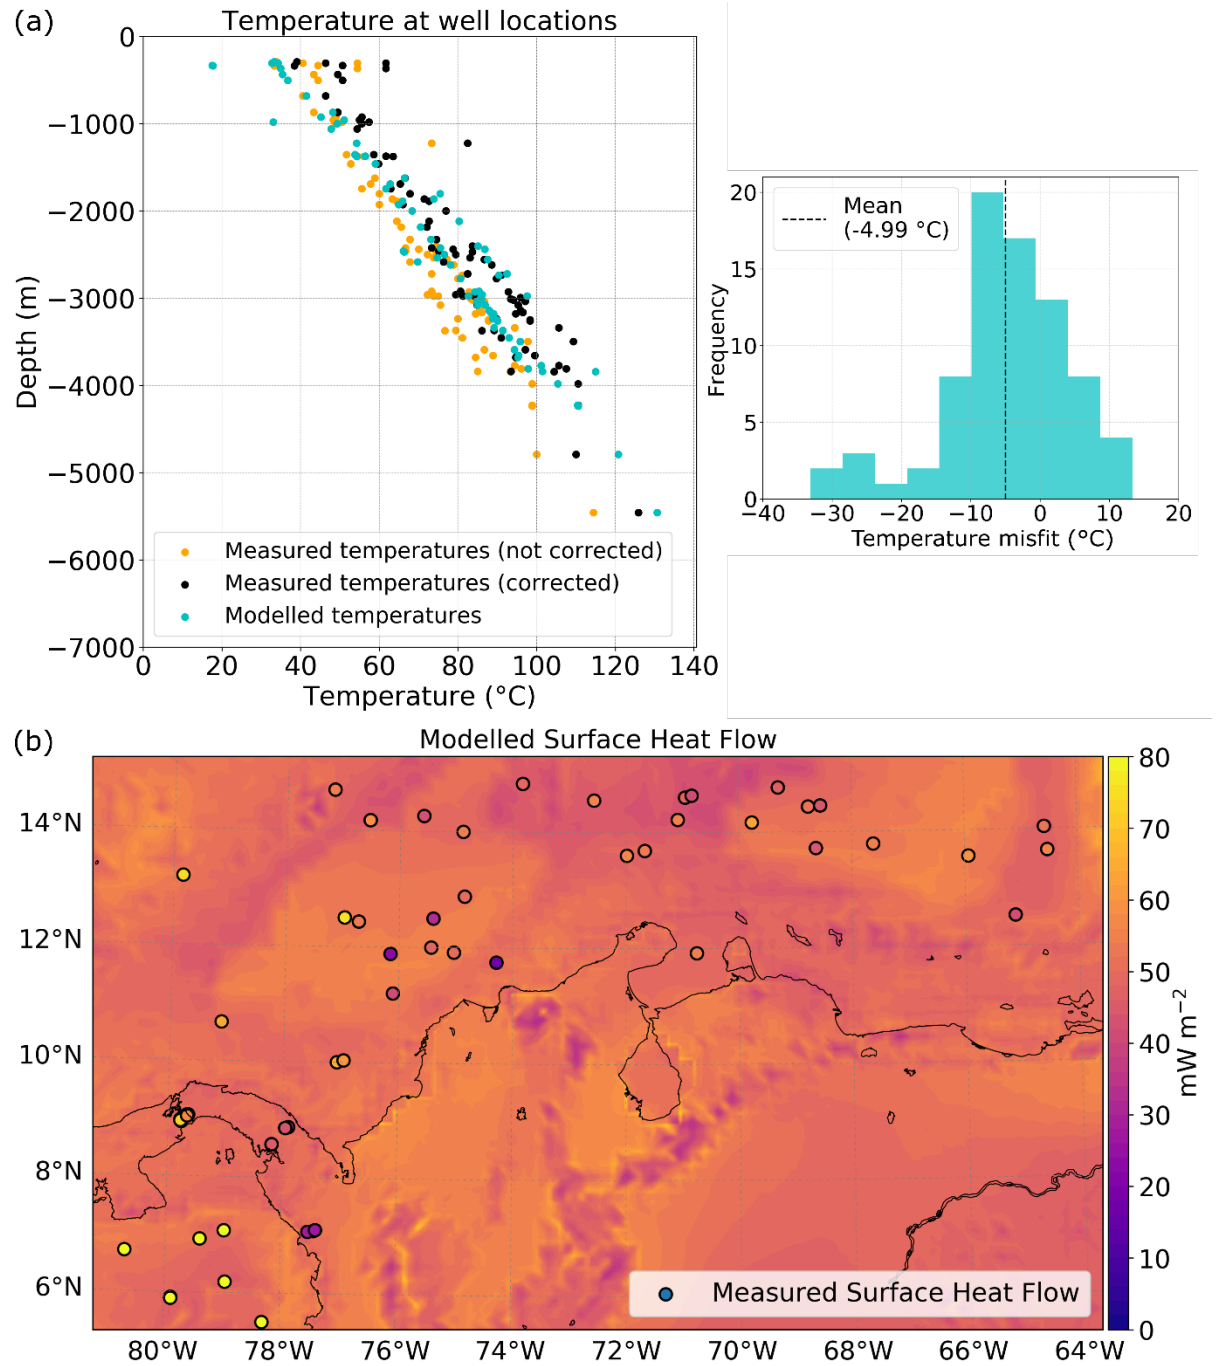 (a)
Temperature at well locations
0
−1000
−2000
−3000
−4000
−5000
−6000
−7000
Depth (m)
Measured temperatures (not corrected)
Measured temperatures (corrected)
Modelled temperatures
0 20 40 60 80 100 120 140
Temperature (°C)
20
15
10
5
0
Frequency
Mean
(-4.99 °C)
−40 −30 −20 −10 0 10 20
Temperature misfit (°C)
(b)
Modelled Surface Heat Flow
14°N
12°N
10°N
8°N
6°N
Measured Surface Heat Flow
80°W 78°W 76°W 74°W 72°W 70°W 68°W 66°W 64°W
80
70
60
50
40
30
20
10
0
mW m⁻²